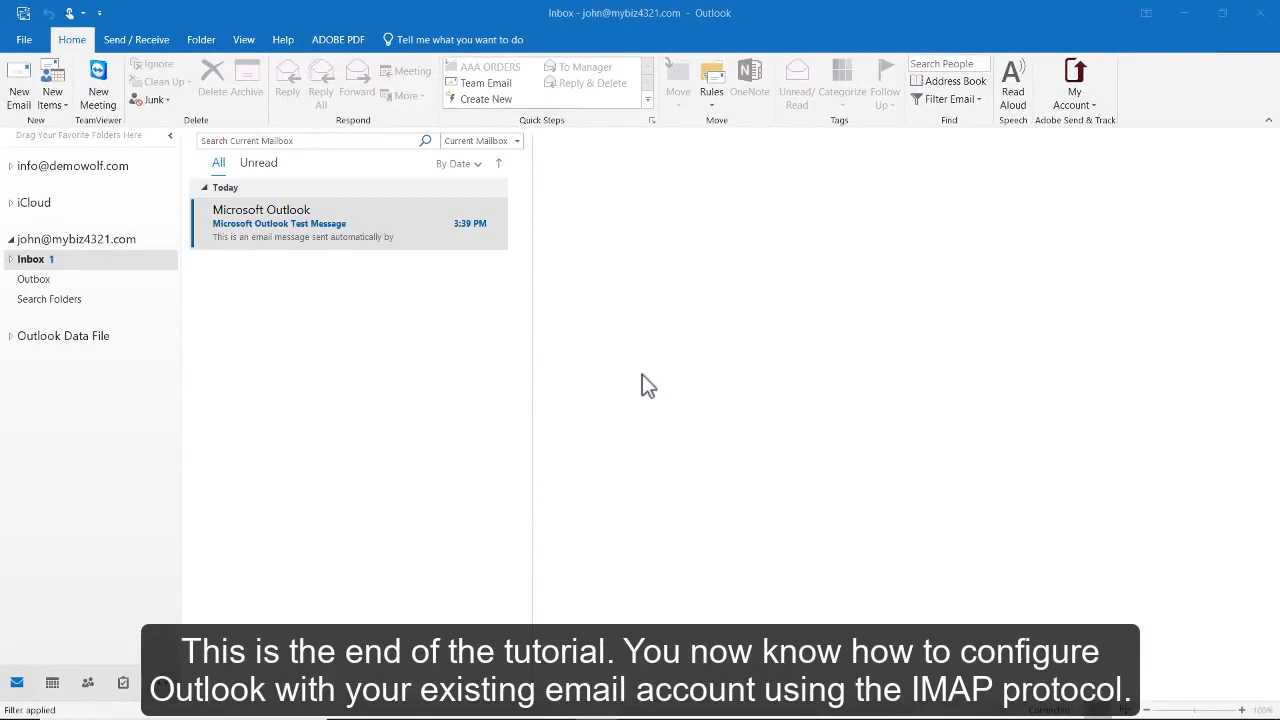 Inbox - john@mybiz4321.com - Outlook
File Home Send / Receive Folder View Help ADOBE PDF Tell me what you want to do
Ignore
Clean Up
Junk
New Email
New Items
New Meeting
Delete Archive
Reply Reply All Forward
Meeting
More
AAA ORDERS To Manager
Team Email Reply & Delete
Create New
Move Rules OneNote
Unread/ Read Categorize Follow Up
Search People
Address Book
Filter Email
Read Aloud
My Account
New TeamViewer Delete Respond Quick Steps Move Tags Find Speech Adobe Send & Track
Drag Your Favorite Folders Here
info@demowolf.com
iCloud
john@mybiz4321.com
Inbox 1
Outbox
Search Folders
Outlook Data File
Search Current Mailbox Current Mailbox
All Unread By Date
Today
Microsoft Outlook
Microsoft Outlook Test Message 3:39 PM
This is an email message sent automatically by
This is the end of the tutorial. You now know how to configure
Outlook with your existing email account using the IMAP protocol.
Filter applied Connected 100%